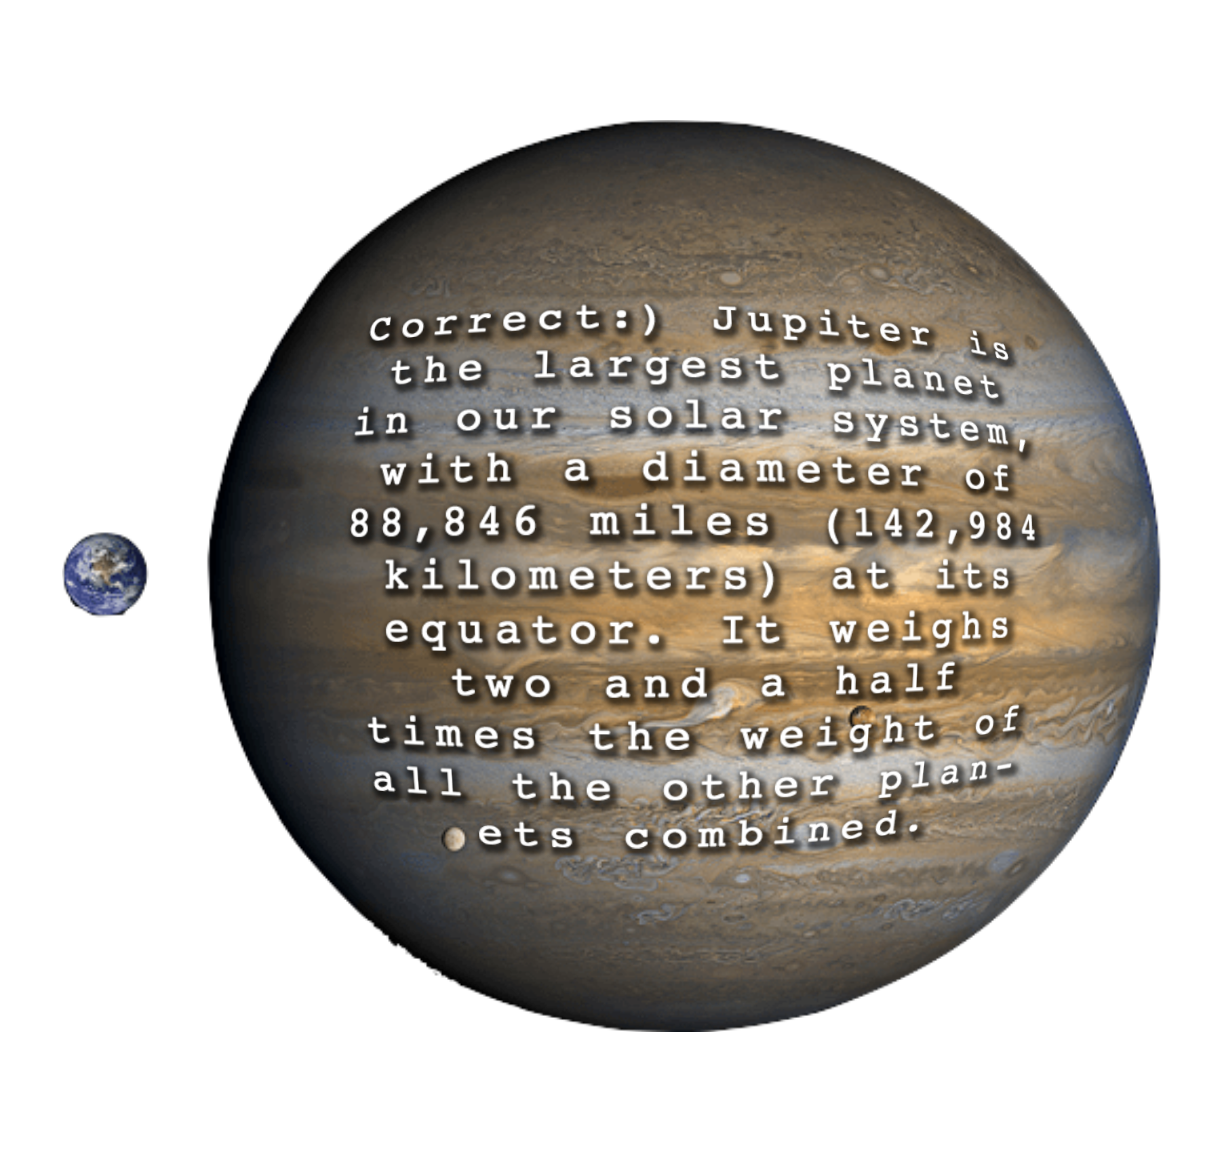 Correct:) Jupiter is
the largest planet
in our solar system,
with a diameter of
88,846 miles (142,984
kilometers) at its
equator. It weighs
two and a half
times the weight of
all the other plan-
ets combined.